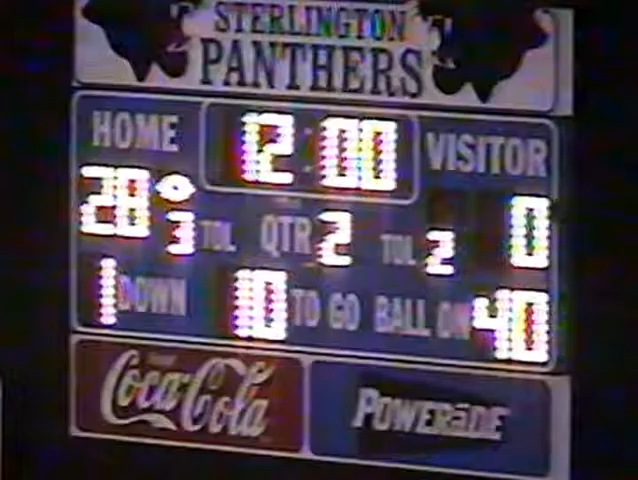 STERLINGTON
PANTHERS
HOME 12:00 VISITOR
28 0
3 TOL QTR 2 TOL 2
1 DOWN 10 TO GO BALL ON 40
Coca-Cola POWERADE